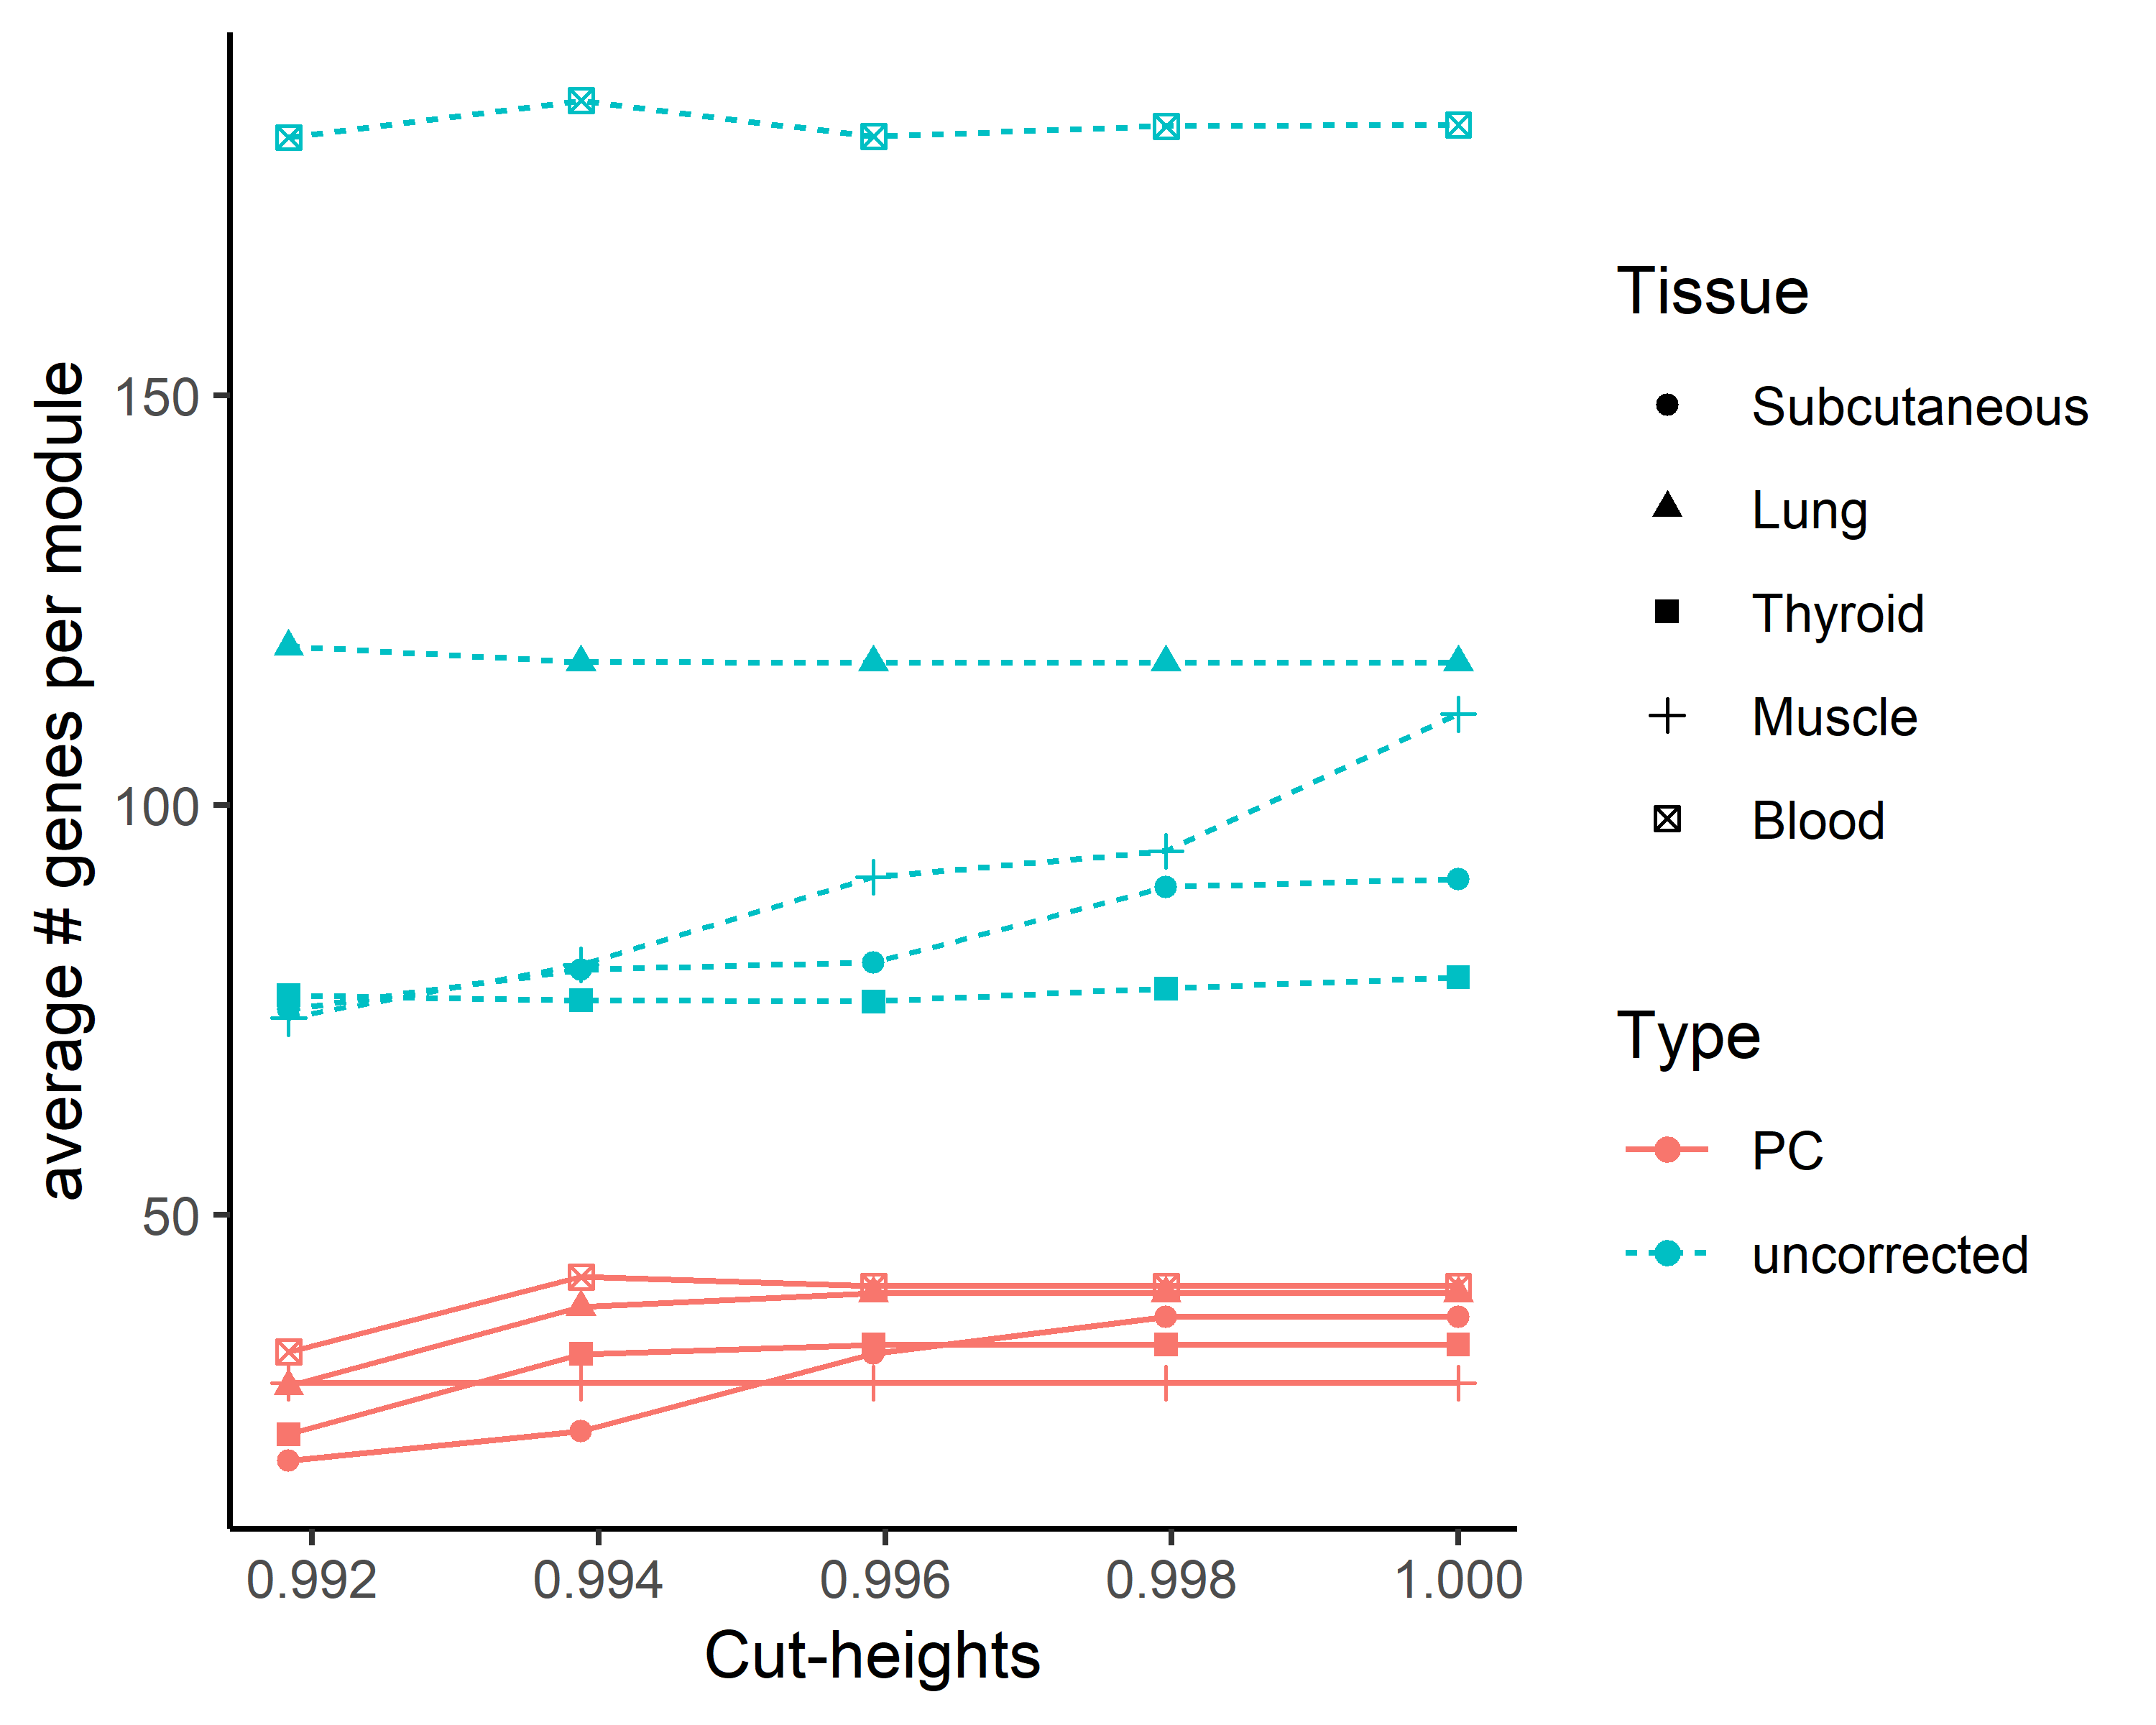 average # genes per module
150
100
50
0.992
0.994
0.996
0.998
1.000
Cut-heights
Tissue
Subcutaneous
Lung
Thyroid
Muscle
Blood
Type
PC
uncorrected